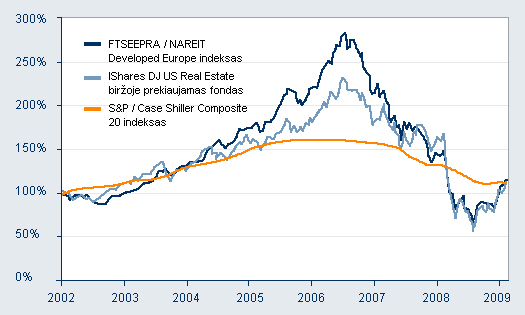 300%
250%
200%
150%
100%
50%
0%
FTSEEPRA / NAREIT
Developed Europe indeksas
IShares DJ US Real Estate
biržoje prekiaujamas fondas
S&P / Case Shiller Composite
20 indeksas
2002 2003 2004 2005 2006 2007 2008 2009